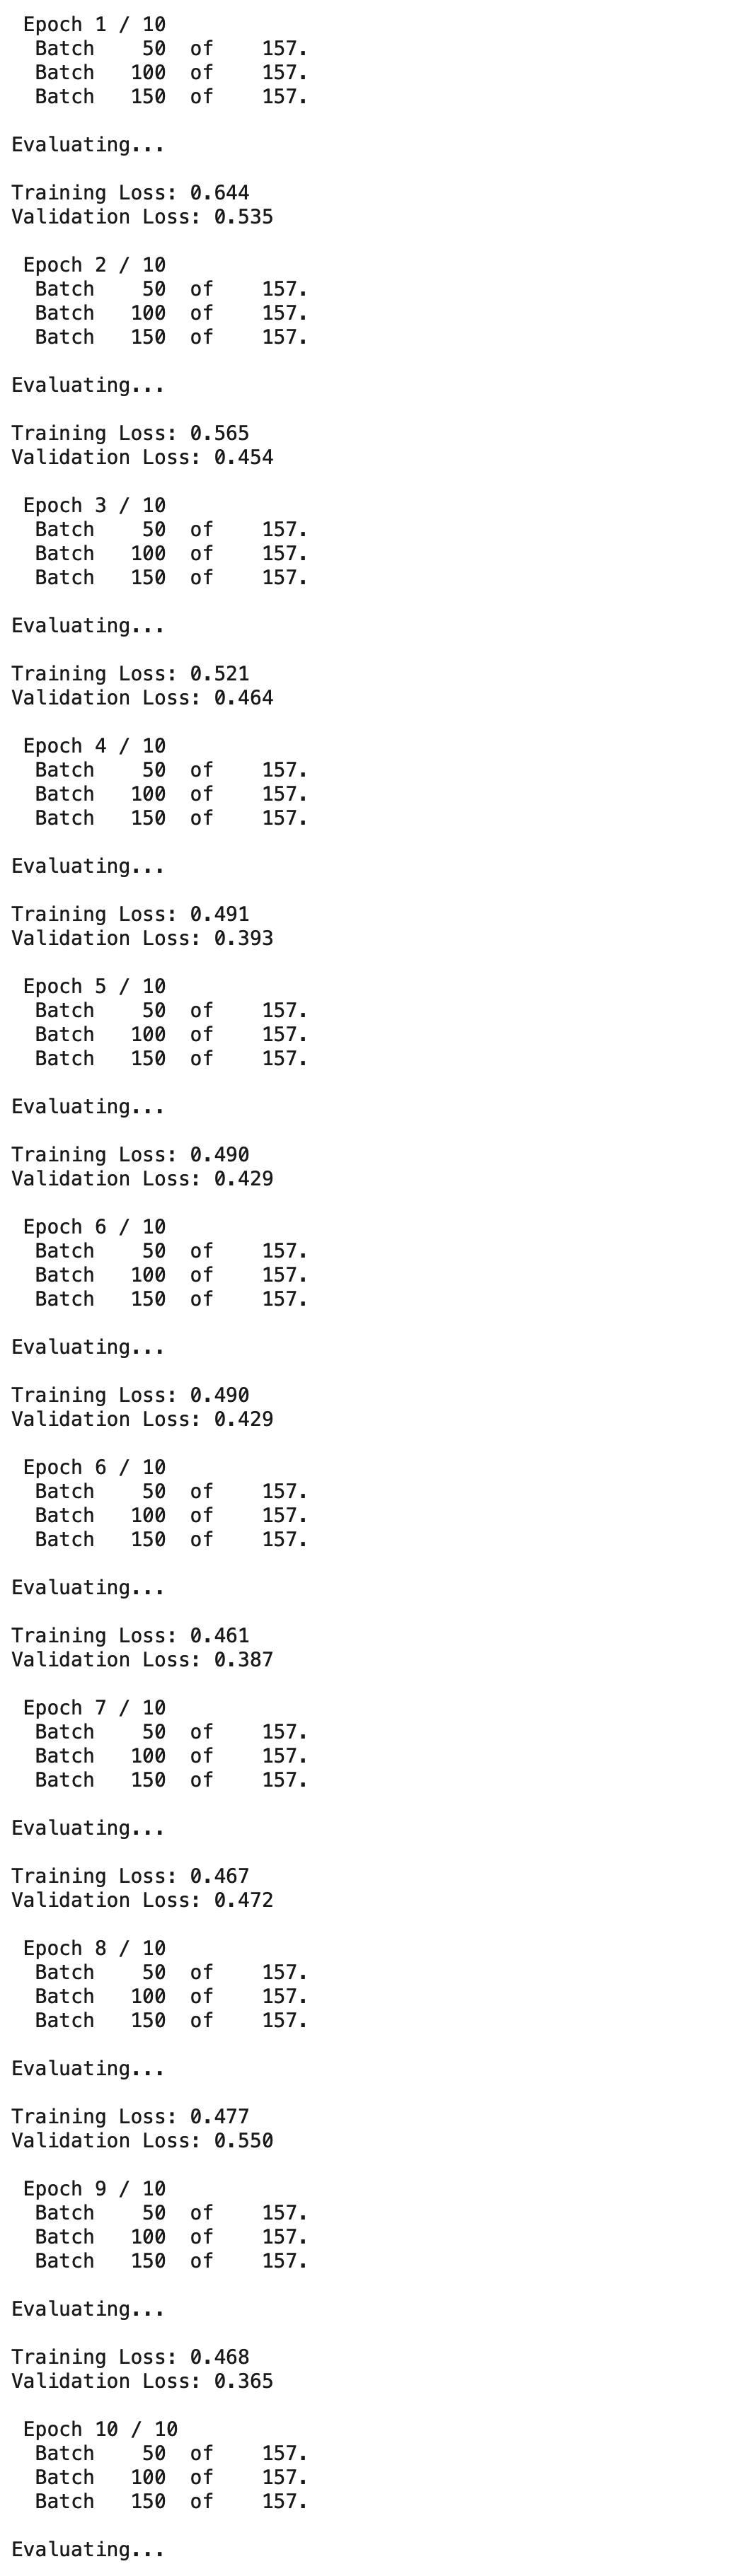 Epoch 1 / 10
Batch 50 of 157.
Batch 100 of 157.
Batch 150 of 157.
Evaluating...
Training Loss: 0.644
Validation Loss: 0.535
Epoch 2 / 10
Batch 50 of 157.
Batch 100 of 157.
Batch 150 of 157.
Evaluating...
Training Loss: 0.565
Validation Loss: 0.454
Epoch 3 / 10
Batch 50 of 157.
Batch 100 of 157.
Batch 150 of 157.
Evaluating...
Training Loss: 0.521
Validation Loss: 0.464
Epoch 4 / 10
Batch 50 of 157.
Batch 100 of 157.
Batch 150 of 157.
Evaluating...
Training Loss: 0.491
Validation Loss: 0.393
Epoch 5 / 10
Batch 50 of 157.
Batch 100 of 157.
Batch 150 of 157.
Evaluating...
Training Loss: 0.490
Validation Loss: 0.429
Epoch 6 / 10
Batch 50 of 157.
Batch 100 of 157.
Batch 150 of 157.
Evaluating...
Training Loss: 0.490
Validation Loss: 0.429
Epoch 6 / 10
Batch 50 of 157.
Batch 100 of 157.
Batch 150 of 157.
Evaluating...
Training Loss: 0.461
Validation Loss: 0.387
Epoch 7 / 10
Batch 50 of 157.
Batch 100 of 157.
Batch 150 of 157.
Evaluating...
Training Loss: 0.467
Validation Loss: 0.472
Epoch 8 / 10
Batch 50 of 157.
Batch 100 of 157.
Batch 150 of 157.
Evaluating...
Training Loss: 0.477
Validation Loss: 0.550
Epoch 9 / 10
Batch 50 of 157.
Batch 100 of 157.
Batch 150 of 157.
Evaluating...
Training Loss: 0.468
Validation Loss: 0.365
Epoch 10 / 10
Batch 50 of 157.
Batch 100 of 157.
Batch 150 of 157.
Evaluating...